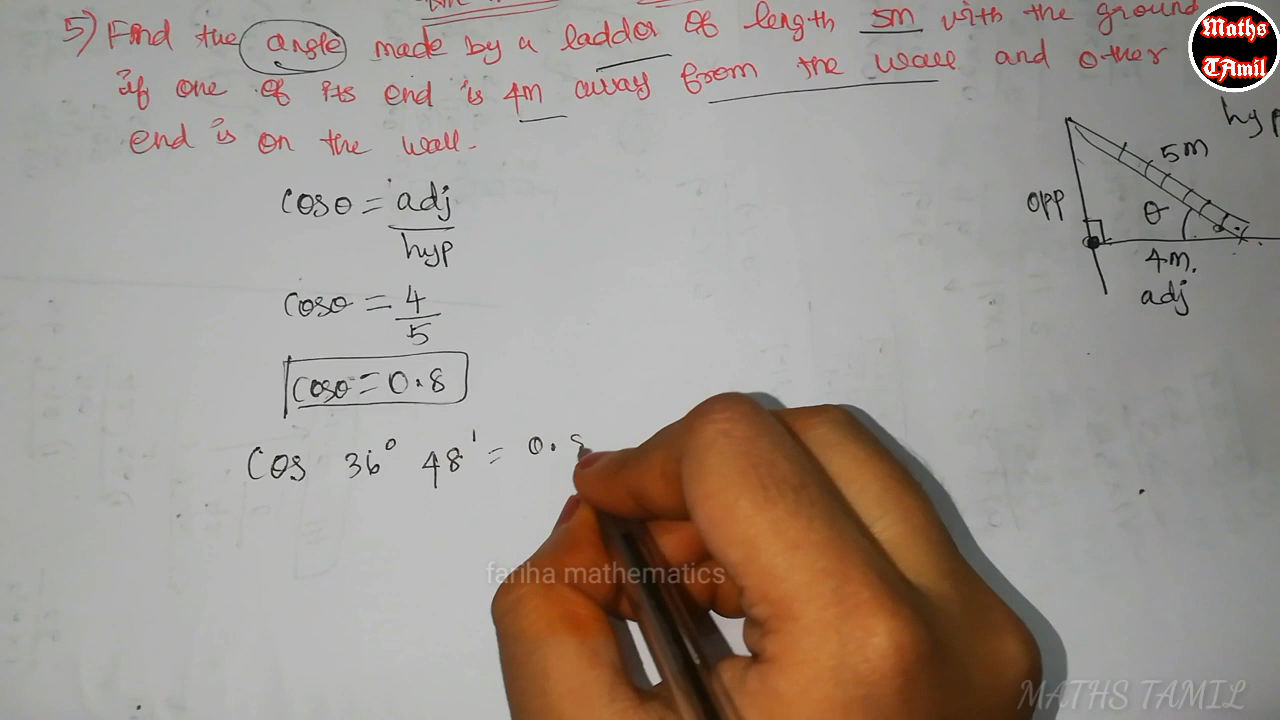 5) Find the angle made by a ladder of length 5m with the ground
if one of its end is 4m away from the wall and other
end is on the wall.
cosθ = adj
hyp
cosθ = 4
5
cosθ = 0.8
Cos 36° 48' = 0.8
hyp
5m
opp
θ
4m.
adj
Maths
TAmil
fariha mathematics
MATHS TAMIL